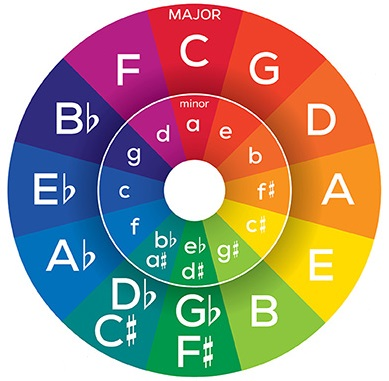 MAJOR
C
G
D
A
E
B
G♭
F♯
D♭
C♯
A♭
E♭
B♭
F
minor
a
e
b
f♯
c♯
g♯
e♭
d♯
b♭
a♯
f
c
g
d